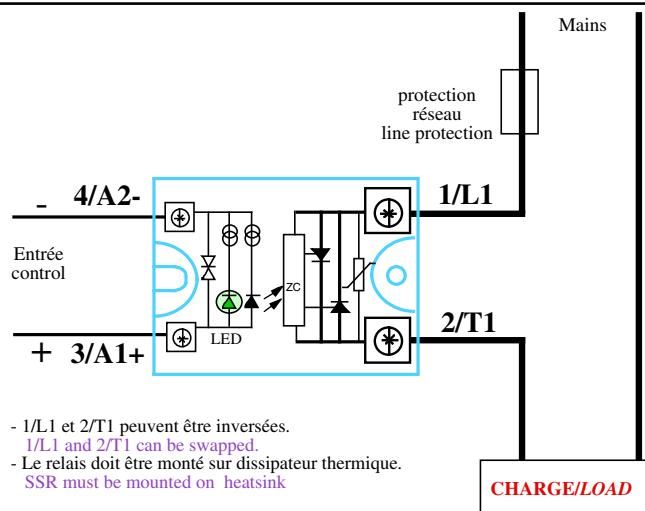 Mains
protection
réseau
line protection
- 4/A2-
1/L1
Entrée
control
ZC
LED
2/T1
+ 3/A1+
- 1/L1 et 2/T1 peuvent être inversées.
1/L1 and 2/T1 can be swapped.
- Le relais doit être monté sur dissipateur thermique.
SSR must be mounted on heatsink
CHARGE/LOAD